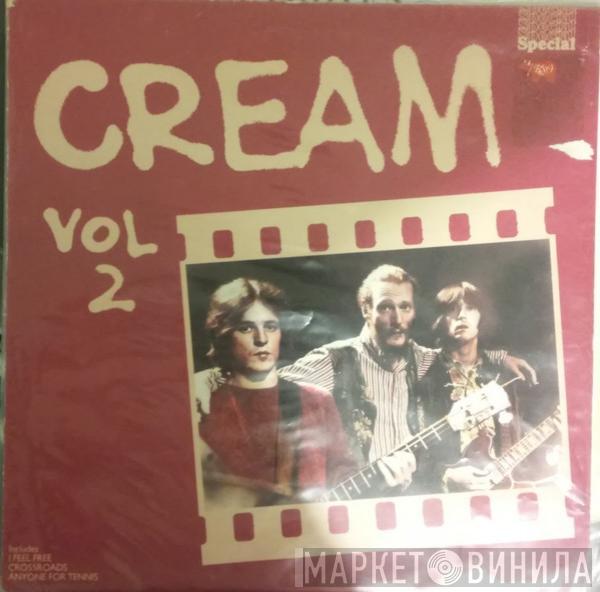 Special
CREAM
VOL
2
Includes
I FEEL FREE
CROSSROADS
ANYONE FOR TENNIS
МАРКЕТ ВИНИЛА